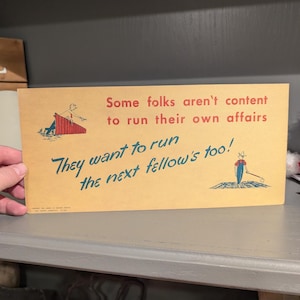 Some folks aren't content
to run their own affairs
They want to run
the next fellow's too!